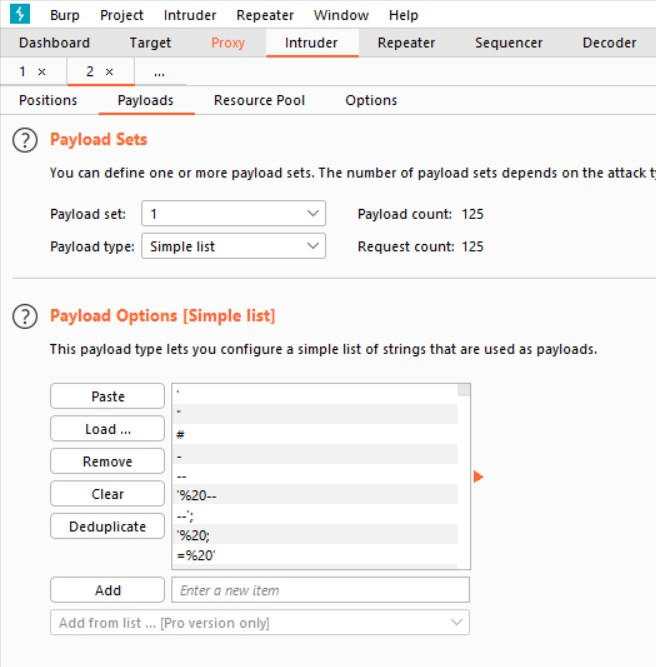 Burp Project Intruder Repeater Window Help
Dashboard Target Proxy Intruder Repeater Sequencer Decoder
1 × 2 × ...
Positions Payloads Resource Pool Options
? Payload Sets
You can define one or more payload sets. The number of payload sets depends on the attack t
Payload set: 1 Payload count: 125
Payload type: Simple list Request count: 125
? Payload Options [Simple list]
This payload type lets you configure a simple list of strings that are used as payloads.
Paste '
"
Load ... #
-
Remove --
Clear '%20--
--';
Deduplicate '%20;
=%20'
Add Enter a new item
Add from list ... [Pro version only]